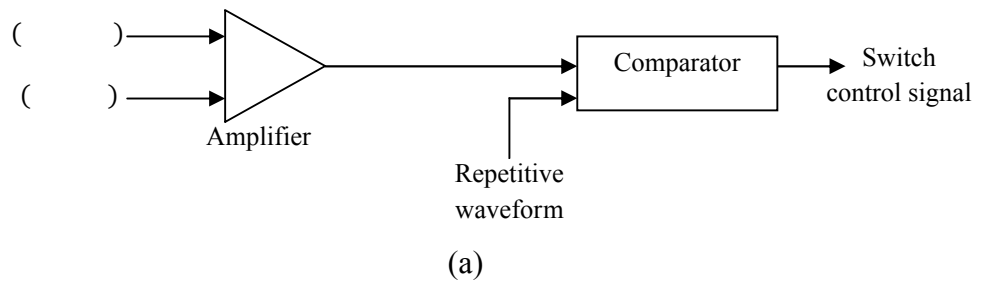 ( )
( )
Amplifier
Comparator
Switch
control signal
Repetitive
waveform
(a)